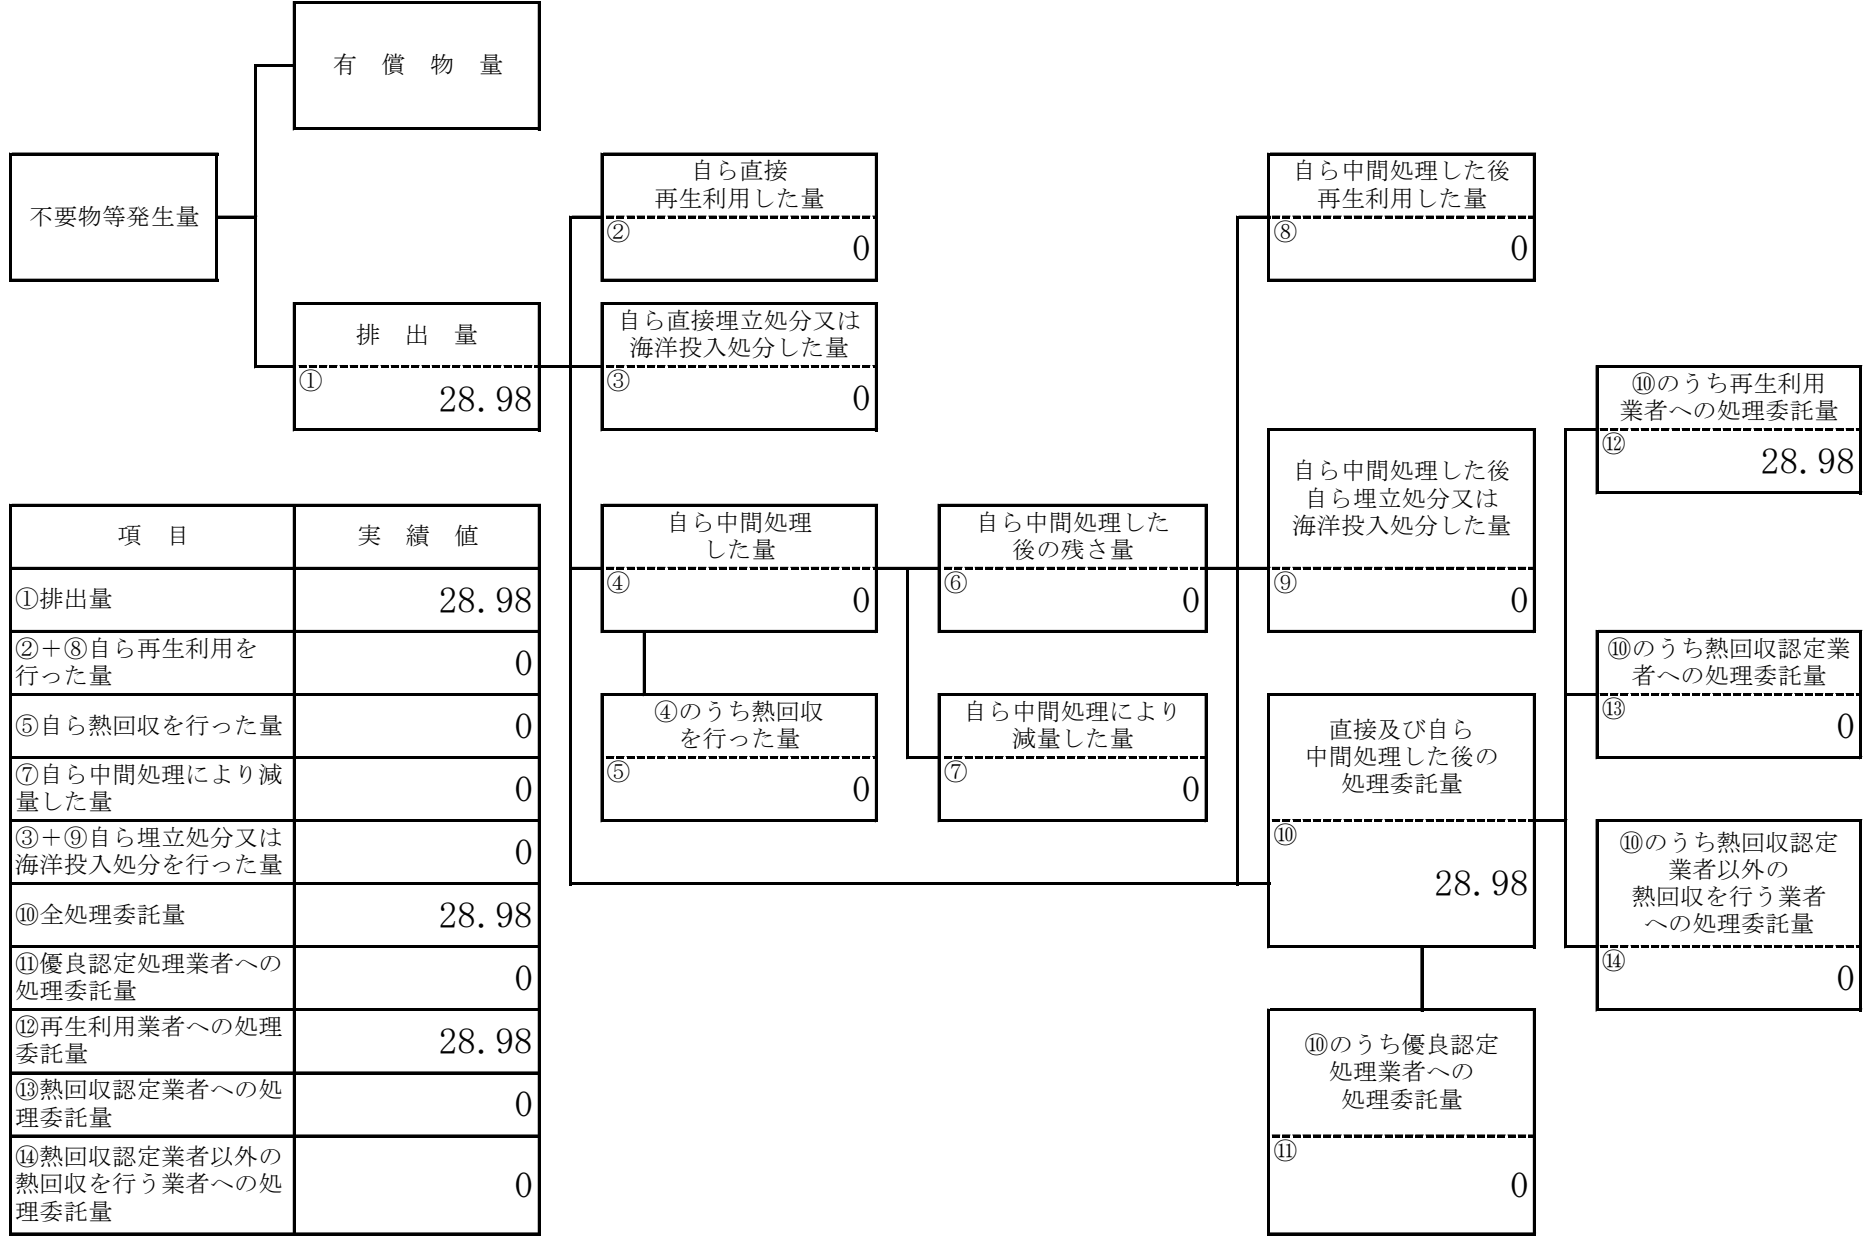 有償物量
不要物等発生量
排出量
①
28.98
自ら直接
再生利用した量
②
0
自ら直接埋立処分又は
海洋投入処分した量
③
0
自ら中間処理
した量
④
0
④のうち熱回収
を行った量
⑤
0
自ら中間処理した
後の残さ量
⑥
0
自ら中間処理により
減量した量
⑦
0
自ら中間処理した後
再生利用した量
⑧
0
自ら中間処理した後
自ら埋立処分又は
海洋投入処分した量
⑨
0
直接及び自ら
中間処理した後の
処理委託量
⑩
28.98
⑩のうち優良認定
処理業者への
処理委託量
⑪
0
⑩のうち再生利用
業者への処理委託量
⑫
28.98
⑩のうち熱回収認定業
者への処理委託量
⑬
0
⑩のうち熱回収認定
業者以外の
熱回収を行う業者
への処理委託量
⑭
0
項目 実績値
①排出量 28.98
②＋⑧自ら再生利用を
行った量 0
⑤自ら熱回収を行った量 0
⑦自ら中間処理により減
量した量 0
③＋⑨自ら埋立処分又は
海洋投入処分を行った量 0
⑩全処理委託量 28.98
⑪優良認定処理業者への
処理委託量 0
⑫再生利用業者への処理
委託量 28.98
⑬熱回収認定業者への処
理委託量 0
⑭熱回収認定業者以外の
熱回収を行う業者への処
理委託量 0